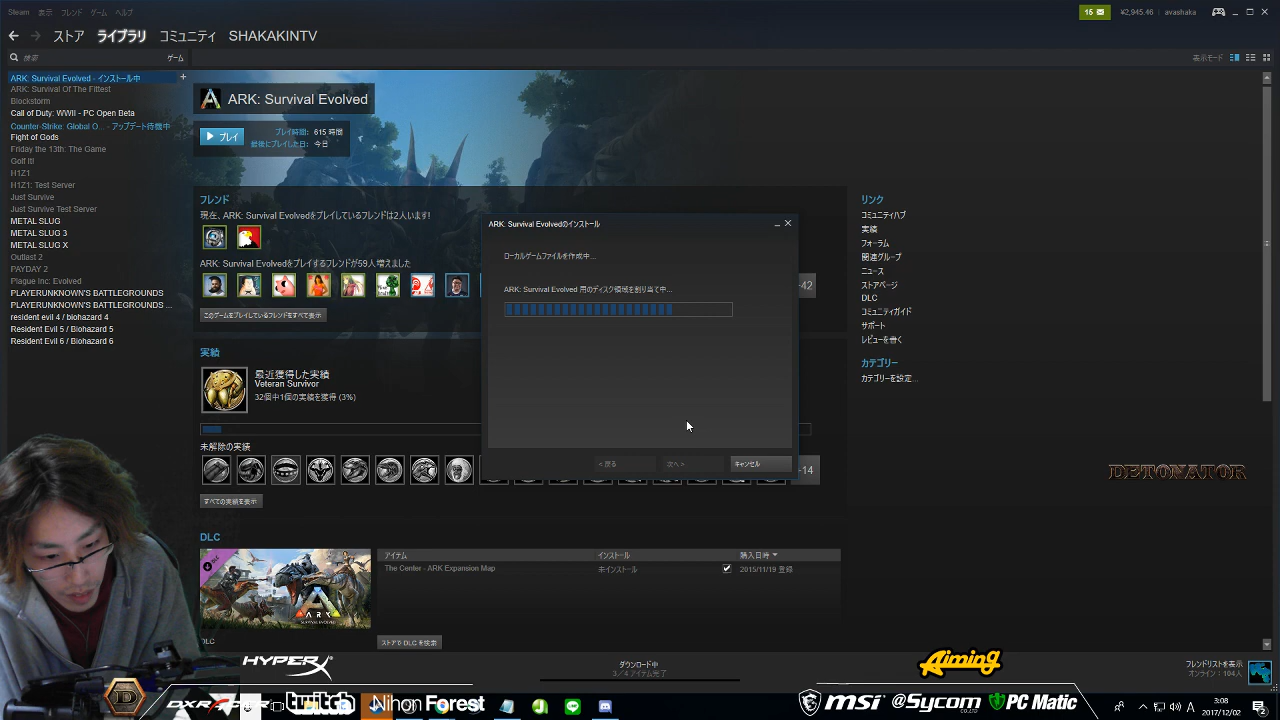 Steam 表示 フレンド ゲーム ヘルプ
15 ¥2,945.46 avashaka
ストア ライブラリ コミュニティ SHAKAKINTV
検索 ゲーム 表示モード
ARK: Survival Evolved - インストール中
ARK: Survival Of The Fittest
Blockstorm
Call of Duty: WWII - PC Open Beta
Counter-Strike: Global O... - アップデート待機中
Fight of Gods
Friday the 13th: The Game
Golf It!
H1Z1
H1Z1: Test Server
Just Survive
Just Survive Test Server
METAL SLUG
METAL SLUG 3
METAL SLUG X
Outlast 2
PAYDAY 2
Plague Inc: Evolved
PLAYERUNKNOWN'S BATTLEGROUNDS
PLAYERUNKNOWN'S BATTLEGROUNDS ...
resident evil 4 / biohazard 4
Resident Evil 5 / Biohazard 5
Resident Evil 6 / Biohazard 6
ARK: Survival Evolved
プレイ
プレイ時間: 615 時間
最後にプレイした日: 今日
フレンド
現在、ARK: Survival Evolvedをプレイしているフレンドは2人います!
ARK: Survival Evolvedをプレイするフレンドが59人増えました
-42
このゲームをプレイしているフレンドをすべて表示
実績
最近獲得した実績
Veteran Survivor
32個中1個の実績を獲得 (3%)
未解除の実績
-14
すべての実績を表示
DLC
アイテム インストール 購入日時
The Center - ARK Expansion Map 未インストール 2015/11/19 登録
DLC
ARK
SURVIVAL EVOLVED
DLC
ストアで DLC を検索
ARK: Survival Evolvedのインストール
ローカルゲームファイルを作成中...
ARK: Survival Evolved 用のディスク領域を割り当て中...
< 戻る 次へ > キャンセル
リンク
コミュニティハブ
実績
フォーラム
関連グループ
ニュース
ストアページ
DLC
コミュニティガイド
サポート
レビューを書く
カテゴリー
カテゴリーを設定...
DETONATOR
HYPERX
ダウンロード中
3／4 アイテム完了
Aiming
フレンドリストを表示
オンライン：104人
D
DXRACER
twitch
Nihon Forest
msi
@Sycom
CO.,LTD
PC Matic
A
3:08
2017/12/02
2